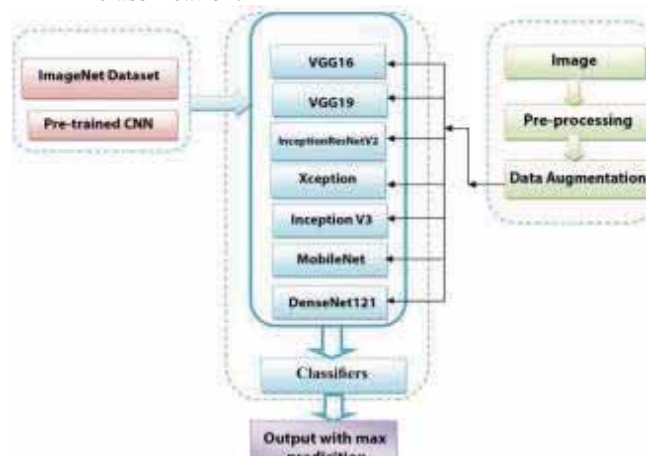 ImageNet Dataset
Pre-trained CNN
VGG16
VGG19
InceptionResNetV2
Xception
Inception V3
MobileNet
DenseNet121
Classifiers
Output with max
Image
Pre-processing
Data Augmentation